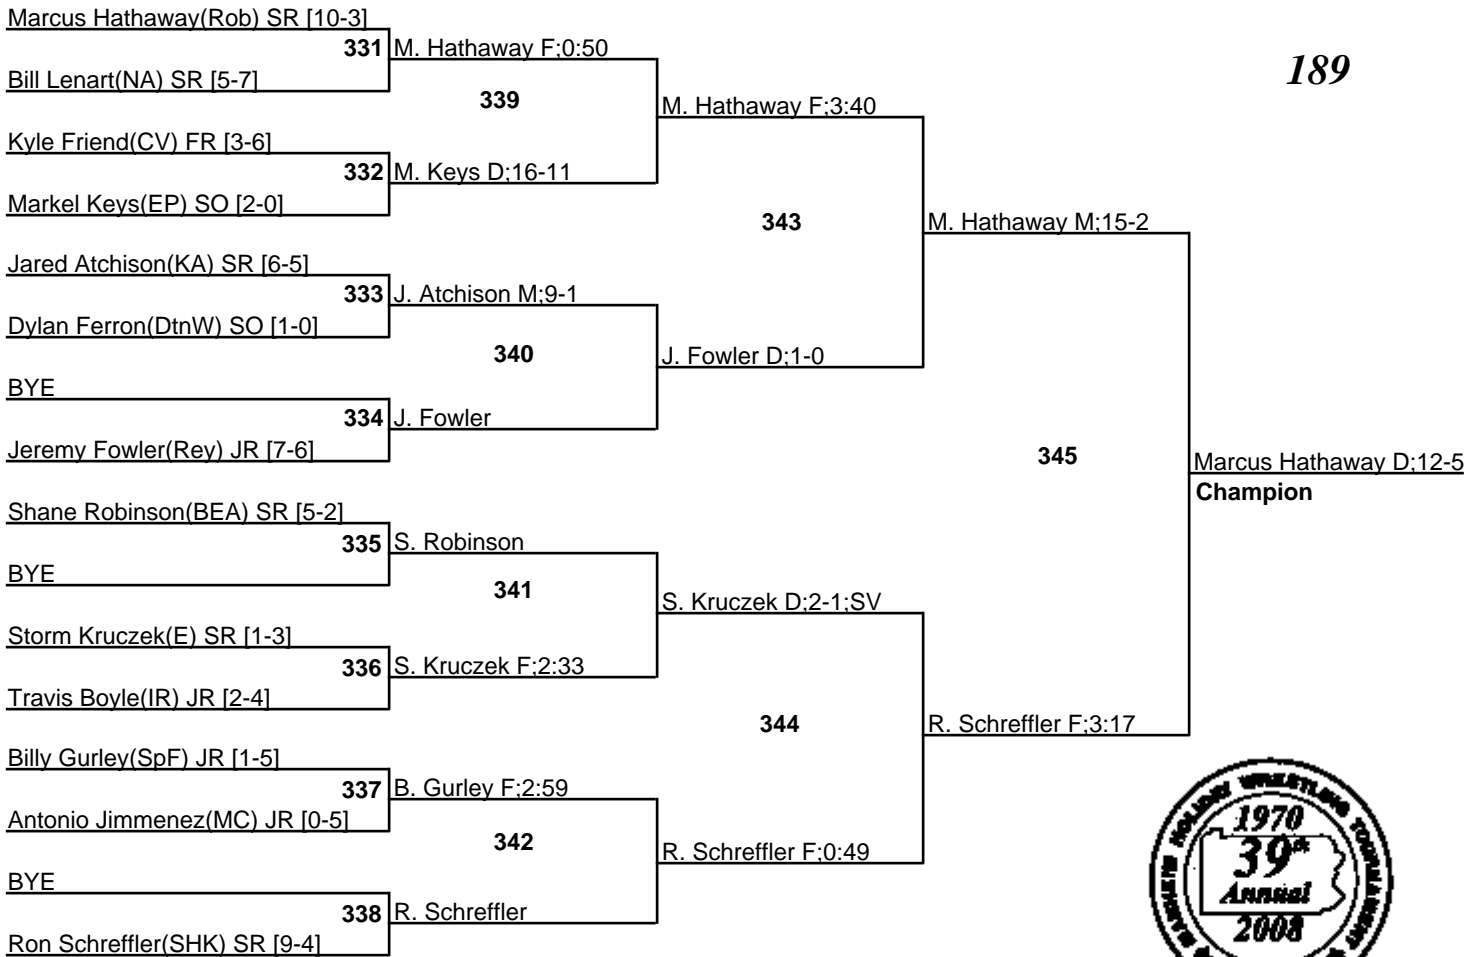 Marcus Hathaway(Rob) SR [10-3]
331 M. Hathaway F;0:50
189
Bill Lenart(NA) SR [5-7]
339
M. Hathaway F;3:40
Kyle Friend(CV) FR [3-6]
332 M. Keys D;16-11
Markel Keys(EP) SO [2-0]
343
M. Hathaway M;15-2
Jared Atchison(KA) SR [6-5]
333 J. Atchison M;9-1
Dylan Ferron(DtnW) SO [1-0]
340
J. Fowler D;1-0
BYE
334 J. Fowler
Jeremy Fowler(Rey) JR [7-6]
345
Marcus Hathaway D;12-5
Champion
Shane Robinson(BEA) SR [5-2]
335 S. Robinson
BYE
341
S. Kruczek D;2-1;SV
Storm Kruczek(E) SR [1-3]
336 S. Kruczek F;2:33
Travis Boyle(IR) JR [2-4]
344
R. Schreffler F;3:17
Billy Gurley(SpF) JR [1-5]
337 B. Gurley F;2:59
Antonio Jimmenez(MC) JR [0-5]
342
R. Schreffler F;0:49
BYE
338 R. Schreffler
Ron Schreffler(SHK) SR [9-4]
HOLIDAY WRESTLING TOURNAMENT
1970
39th
Annual
2008